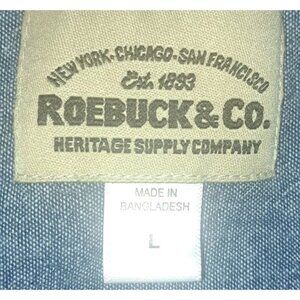 NEW YORK-CHICAGO-SAN FRANCISCO
Est. 1893
ROEBUCK & CO.
HERITAGE SUPPLY COMPANY
MADE IN
BANGLADESH
L